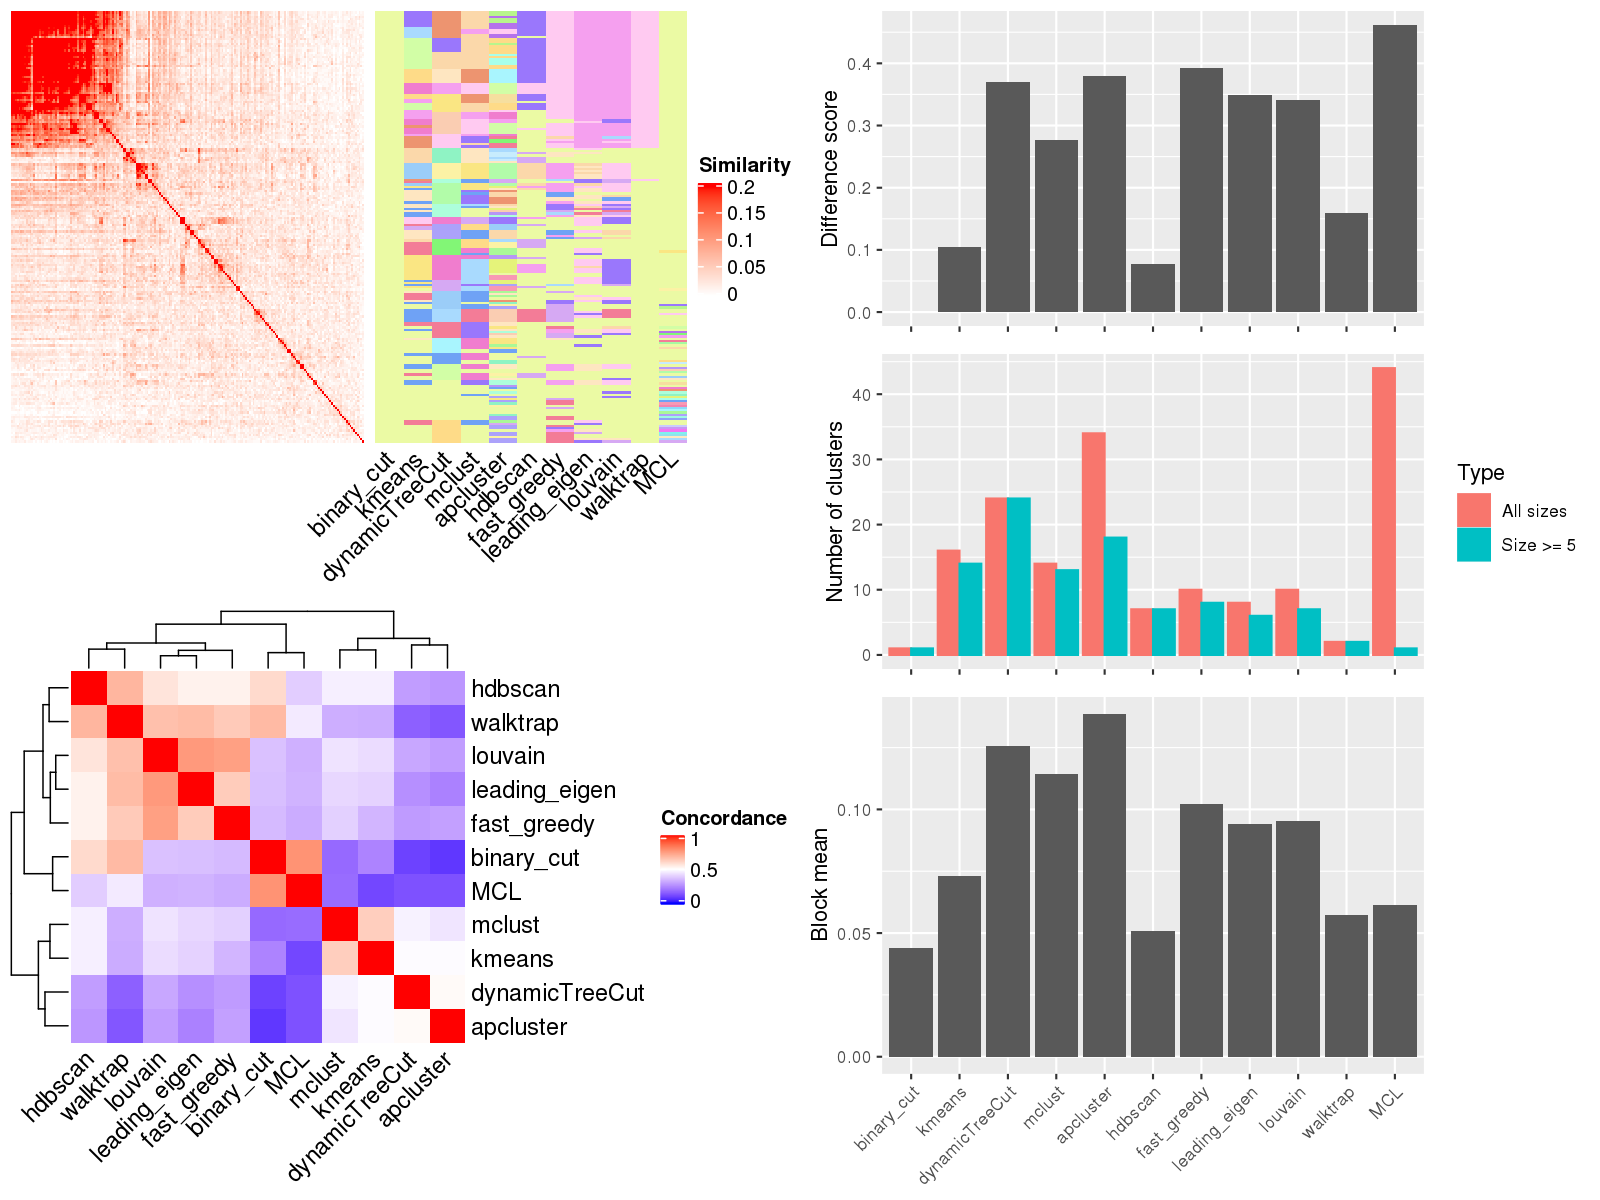 Similarity
0.2
0.15
0.1
0.05
0
binary_cut
kmeans
dynamicTreeCut
mclust
apcluster
hdbscan
fast_greedy
leading_eigen
louvain
walktrap
MCL
hdbscan
walktrap
louvain
leading_eigen
fast_greedy
binary_cut
MCL
mclust
kmeans
dynamicTreeCut
apcluster
hdbscan
walktrap
louvain
leading_eigen
fast_greedy
binary_cut
MCL
mclust
kmeans
dynamicTreeCut
apcluster
Concordance
1
0.5
0
Difference score
0.4
0.3
0.2
0.1
0.0
Number of clusters
40
30
20
10
0
Type
All sizes
Size >= 5
Block mean
0.10
0.05
0.00
binary_cut
kmeans
dynamicTreeCut
mclust
apcluster
hdbscan
fast_greedy
leading_eigen
louvain
walktrap
MCL